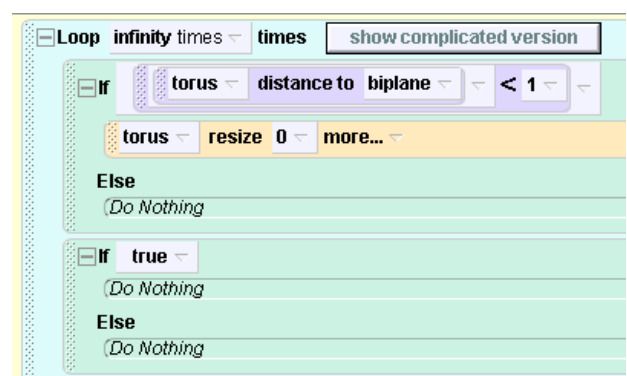 Loop infinity times times show complicated version
If torus distance to biplane < 1
torus resize 0 more...
Else
(Do Nothing
If true
(Do Nothing
Else
(Do Nothing